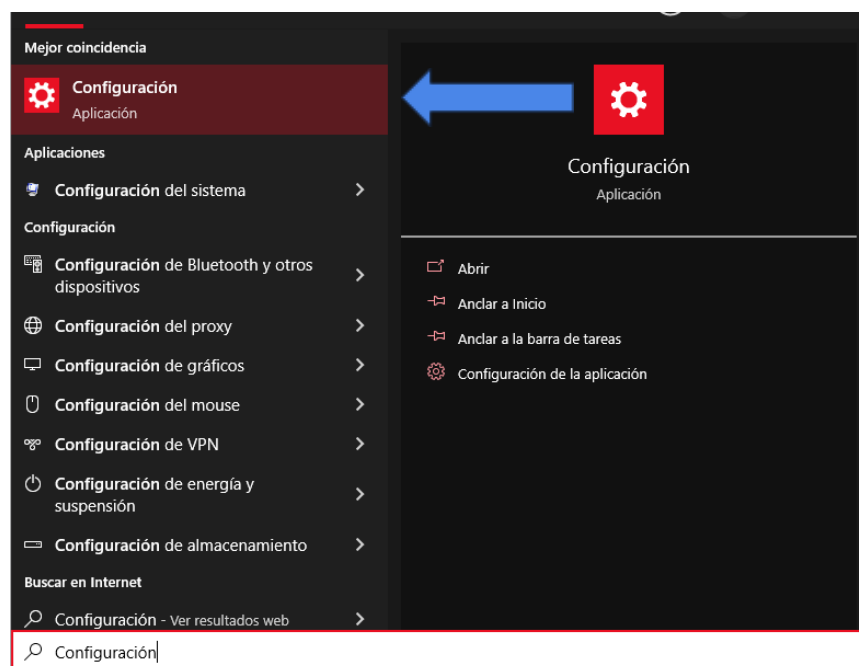 Mejor coincidencia
Configuración
Aplicación
Aplicaciones
Configuración del sistema
Configuración
Configuración de Bluetooth y otros
dispositivos
Configuración del proxy
Configuración de gráficos
Configuración del mouse
Configuración de VPN
Configuración de energía y
suspensión
Configuración de almacenamiento
Buscar en Internet
Configuración - Ver resultados web
Configuración
Configuración
Aplicación
Abrir
Anclar a Inicio
Anclar a la barra de tareas
Configuración de la aplicación